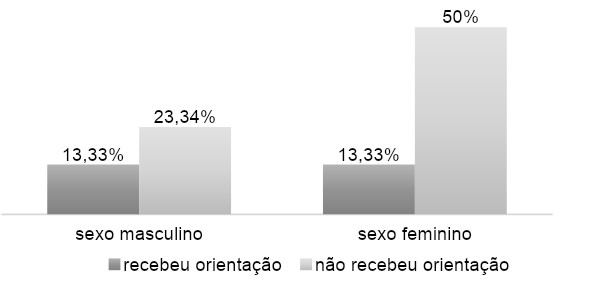 50%
23,34%
13,33% 13,33%
sexo masculino sexo feminino
recebeu orientação não recebeu orientação